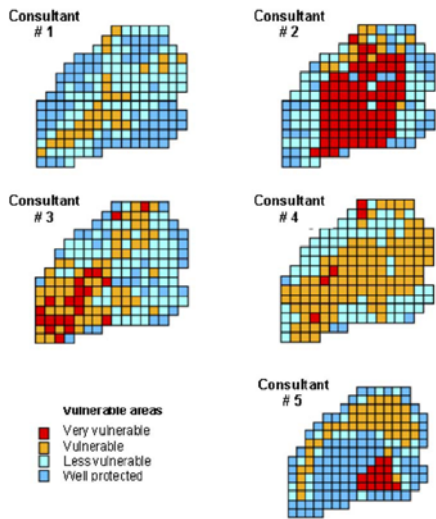 Consultant
# 1
Consultant
# 2
Consultant
# 3
Consultant
# 4
Consultant
# 5
Vulnerable areas
Very vulnerable
Vulnerable
Less vulnerable
Well protected